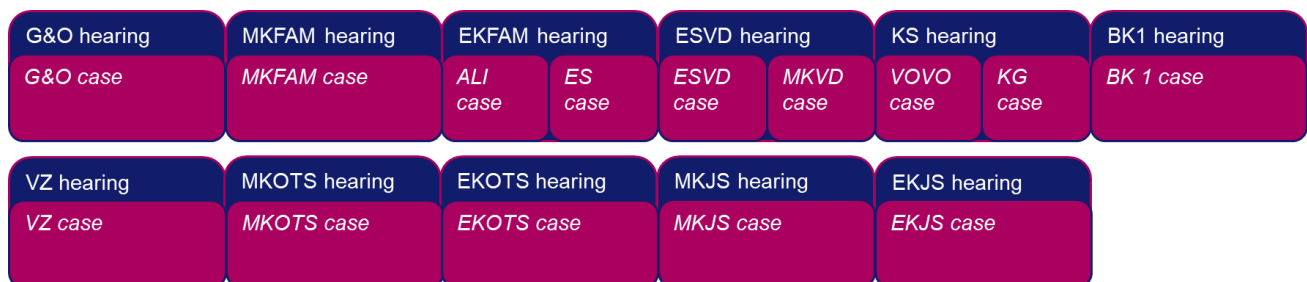 G&O hearing
G&O case
MKFAM hearing
MKFAM case
EKFAM hearing
ALI
case
ES
case
ESVD hearing
ESVD
case
MKVD
case
KS hearing
VOVO
case
KG
case
BK1 hearing
BK 1 case
VZ hearing
VZ case
MKOTS hearing
MKOTS case
EKOTS hearing
EKOTS case
MKJS hearing
MKJS case
EKJS hearing
EKJS case